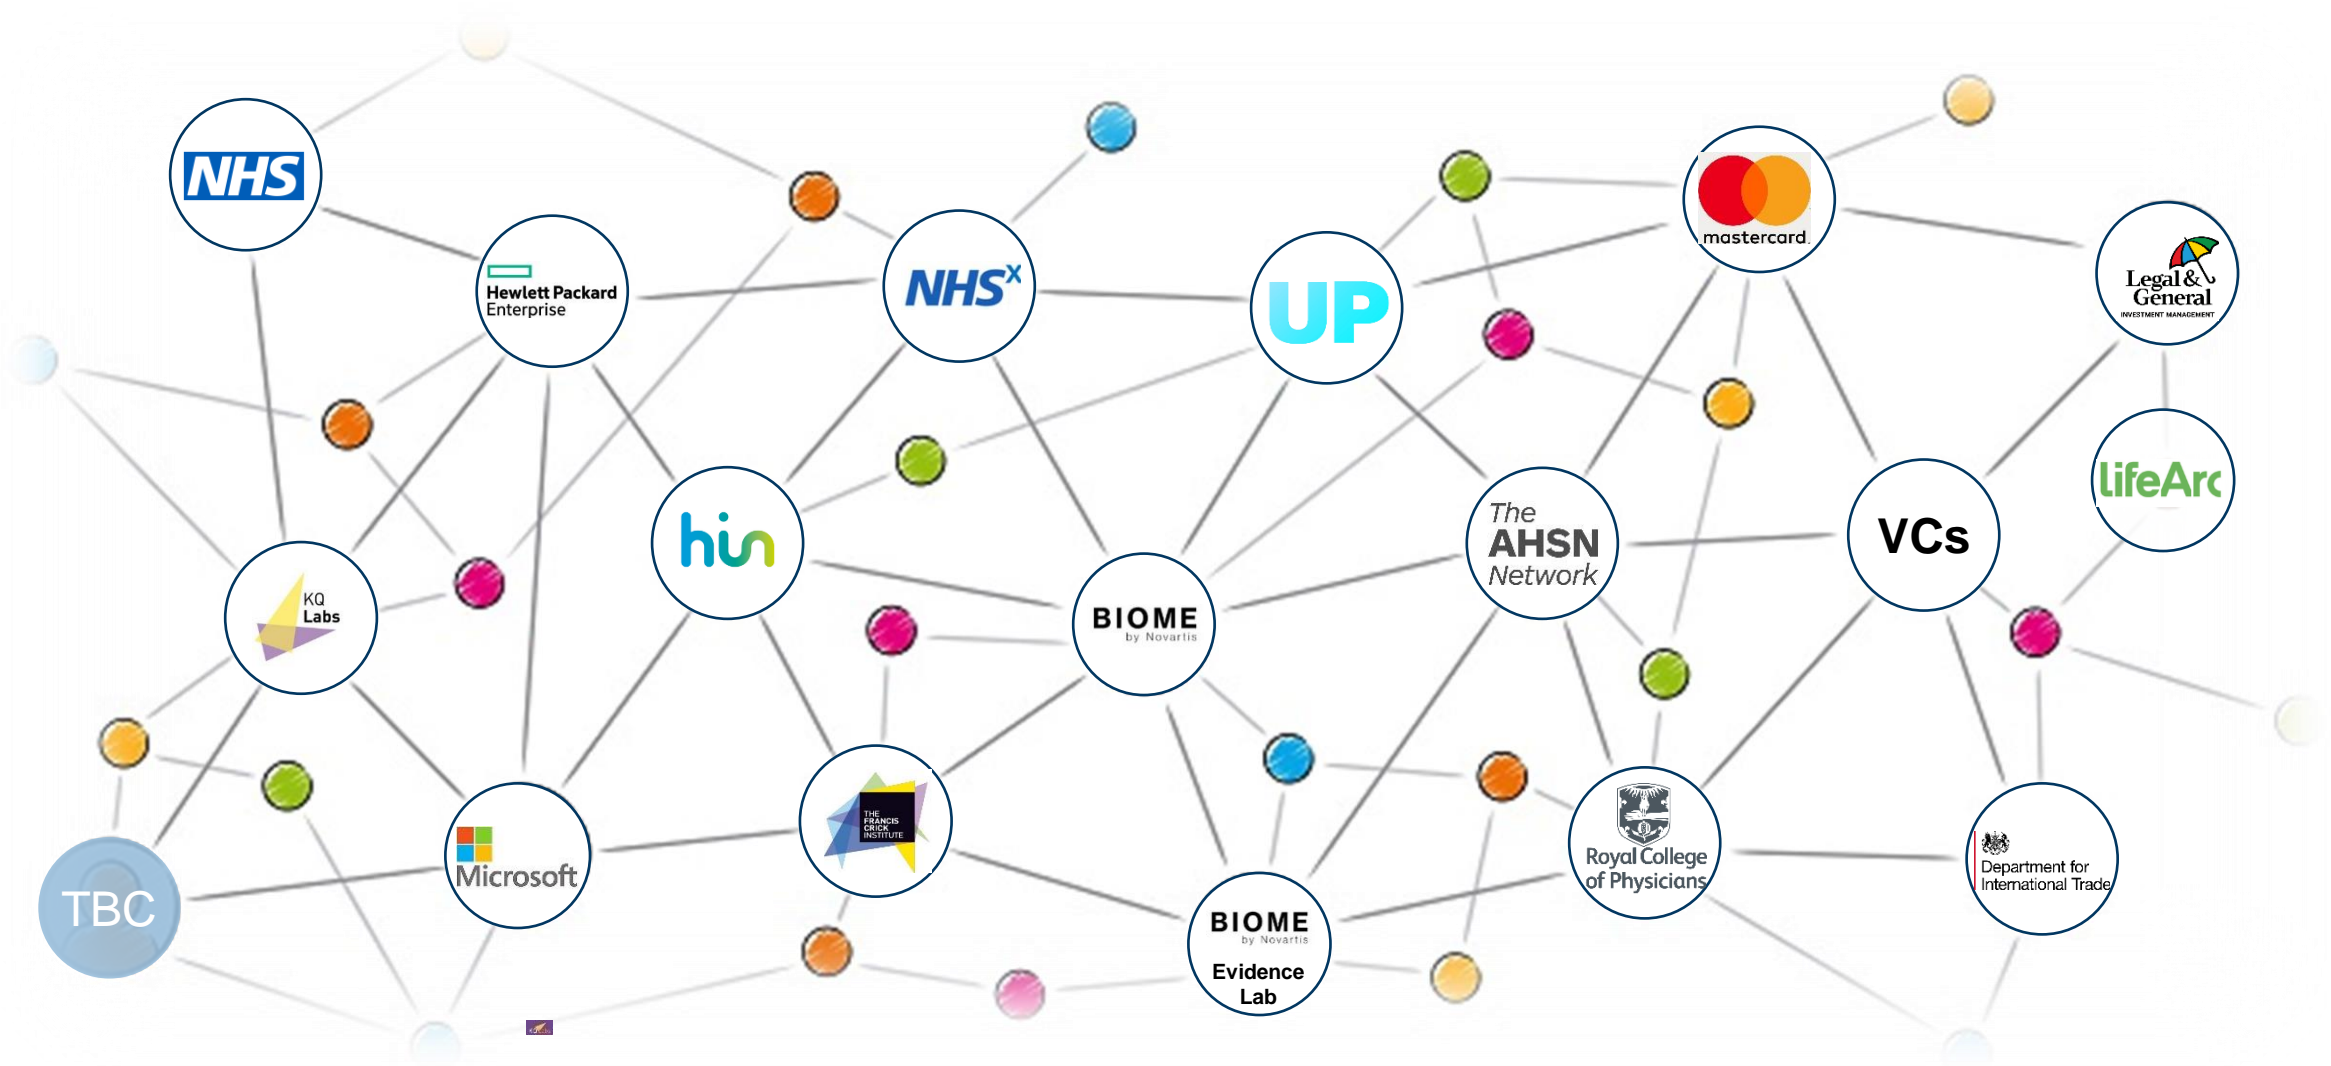 NHS
Hewlett Packard
Enterprise
NHSX
UP
mastercard.
Legal &
General
INVESTMENT MANAGEMENT
KQ
Labs
hin
BIOME
by Novartis
The
AHSN
Network
VCs
lifeArc
TBC
Microsoft
THE
FRANCIS
CRICK
INSTITUTE
BIOME
by Novartis
Evidence
Lab
Royal College
of Physicians
Department for
International Trade